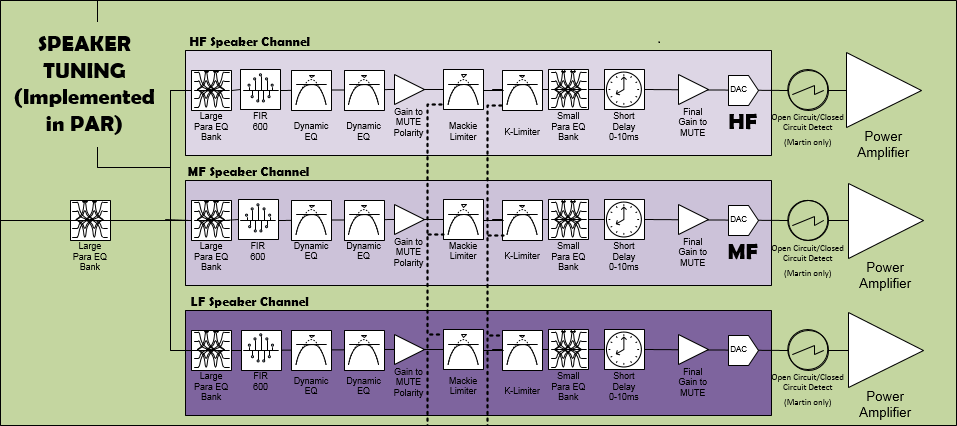 SPEAKER
TUNING
(Implemented
in PAR)
Large
Para EQ
Bank
HF Speaker Channel
Large
Para EQ
Bank
FIR
600
Dynamic
EQ
Dynamic
EQ
Gain to
MUTE
Polarity
Mackie
Limiter
K-Limiter
Small
Para EQ
Bank
Short
Delay
0-10ms
Final
Gain to
MUTE
DAC
HF
Open Circuit/Closed
Circuit Detect
(Martin only)
Power
Amplifier
MF Speaker Channel
Large
Para EQ
Bank
FIR
600
Dynamic
EQ
Dynamic
EQ
Gain to
MUTE
Polarity
Mackie
Limiter
K-Limiter
Small
Para EQ
Bank
Short
Delay
0-10ms
Final
Gain to
MUTE
DAC
MF
Open Circuit/Closed
Circuit Detect
(Martin only)
Power
Amplifier
LF Speaker Channel
Large
Para EQ
Bank
FIR
600
Dynamic
EQ
Dynamic
EQ
Gain to
MUTE
Polarity
Mackie
Limiter
K-Limiter
Small
Para EQ
Bank
Short
Delay
0-10ms
Final
Gain to
MUTE
DAC
Open Circuit/Closed
Circuit Detect
(Martin only)
Power
Amplifier